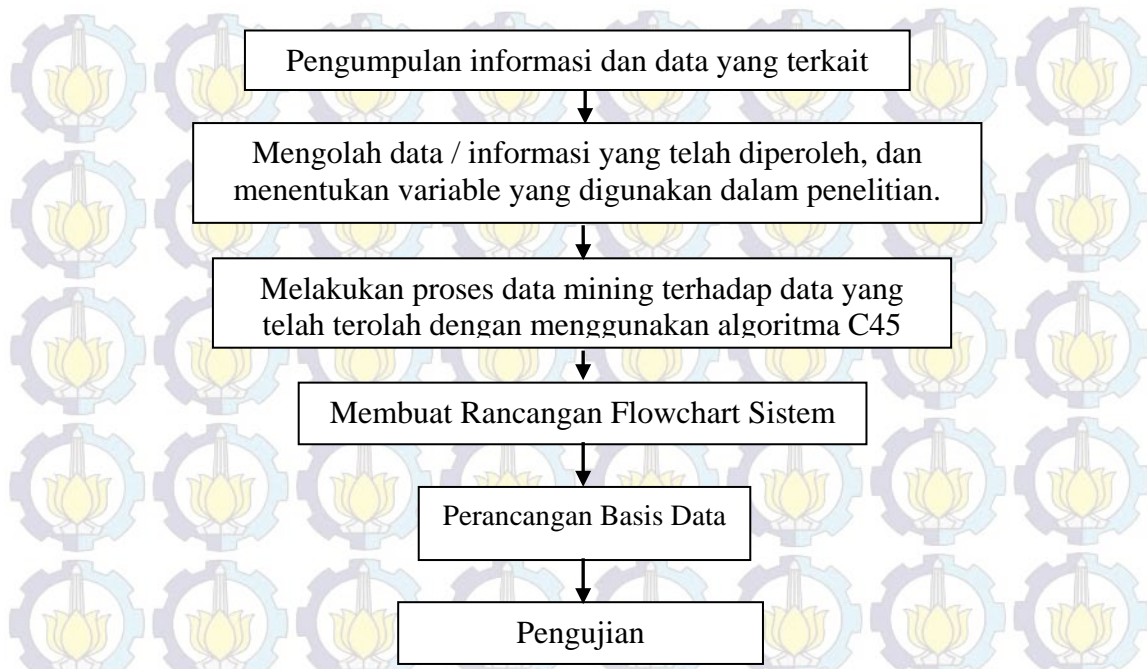 Pengumpulan informasi dan data yang terkait
Mengolah data / informasi yang telah diperoleh, dan
menentukan variable yang digunakan dalam penelitian.
Melakukan proses data mining terhadap data yang
telah terolah dengan menggunakan algoritma C45
Membuat Rancangan Flowchart Sistem
Perancangan Basis Data
Pengujian